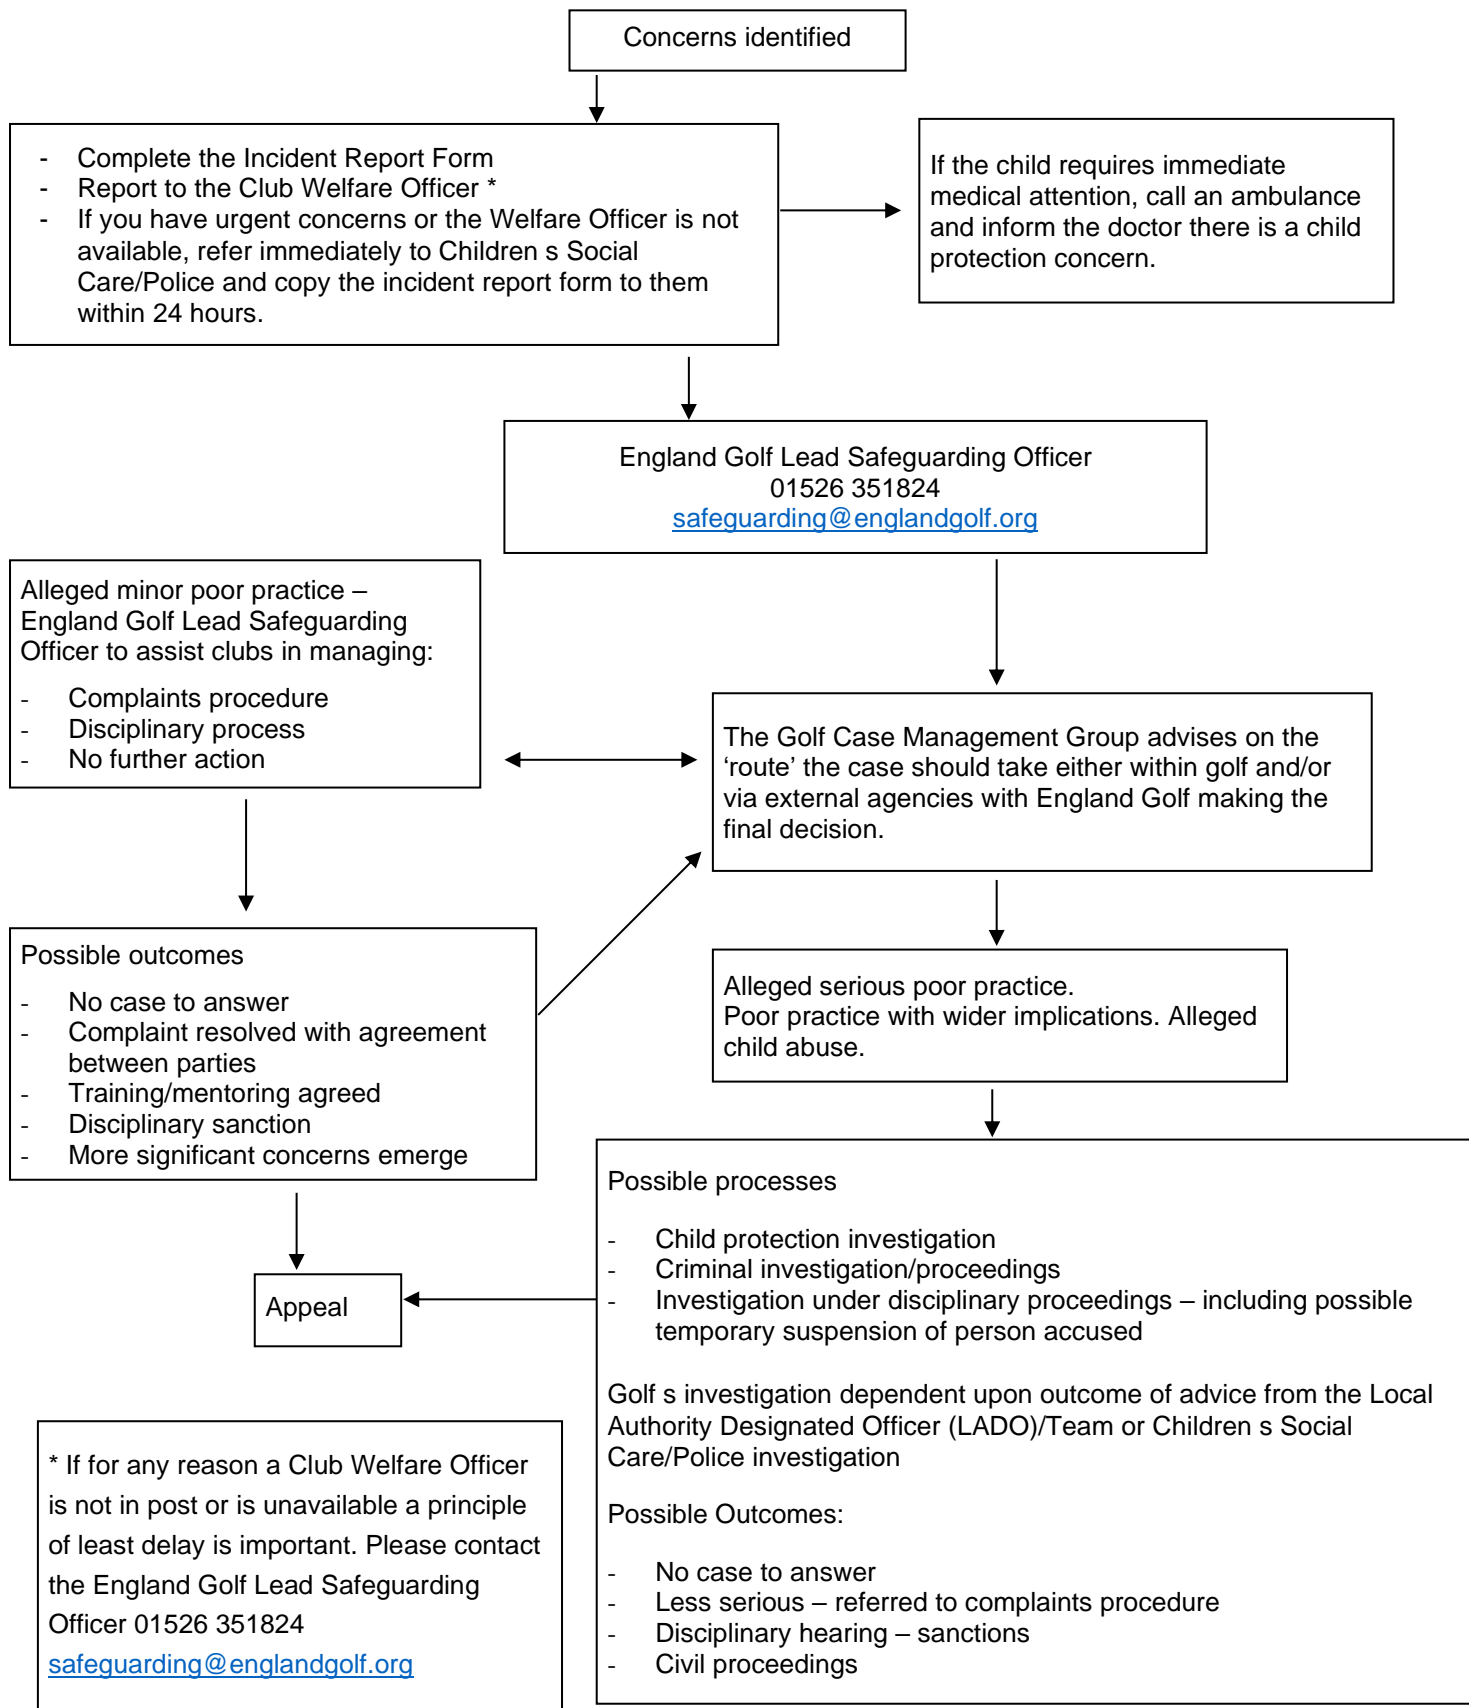 Concerns identified
- Complete the Incident Report Form
- Report to the Club Welfare Officer *
- If you have urgent concerns or the Welfare Officer is not
available, refer immediately to Children s Social
Care/Police and copy the incident report form to them
within 24 hours.
If the child requires immediate
medical attention, call an ambulance
and inform the doctor there is a child
protection concern.
England Golf Lead Safeguarding Officer
01526 351824
safeguarding@englandgolf.org
Alleged minor poor practice –
England Golf Lead Safeguarding
Officer to assist clubs in managing:
- Complaints procedure
- Disciplinary process
- No further action
The Golf Case Management Group advises on the
‘route’ the case should take either within golf and/or
via external agencies with England Golf making the
final decision.
Possible outcomes
- No case to answer
- Complaint resolved with agreement
between parties
- Training/mentoring agreed
- Disciplinary sanction
- More significant concerns emerge
Alleged serious poor practice.
Poor practice with wider implications. Alleged
child abuse.
Possible processes
- Child protection investigation
- Criminal investigation/proceedings
- Investigation under disciplinary proceedings – including possible
temporary suspension of person accused
Golf s investigation dependent upon outcome of advice from the Local
Authority Designated Officer (LADO)/Team or Children s Social
Care/Police investigation
Possible Outcomes:
- No case to answer
- Less serious – referred to complaints procedure
- Disciplinary hearing – sanctions
- Civil proceedings
Appeal
* If for any reason a Club Welfare Officer
is not in post or is unavailable a principle
of least delay is important. Please contact
the England Golf Lead Safeguarding
Officer 01526 351824
safeguarding@englandgolf.org